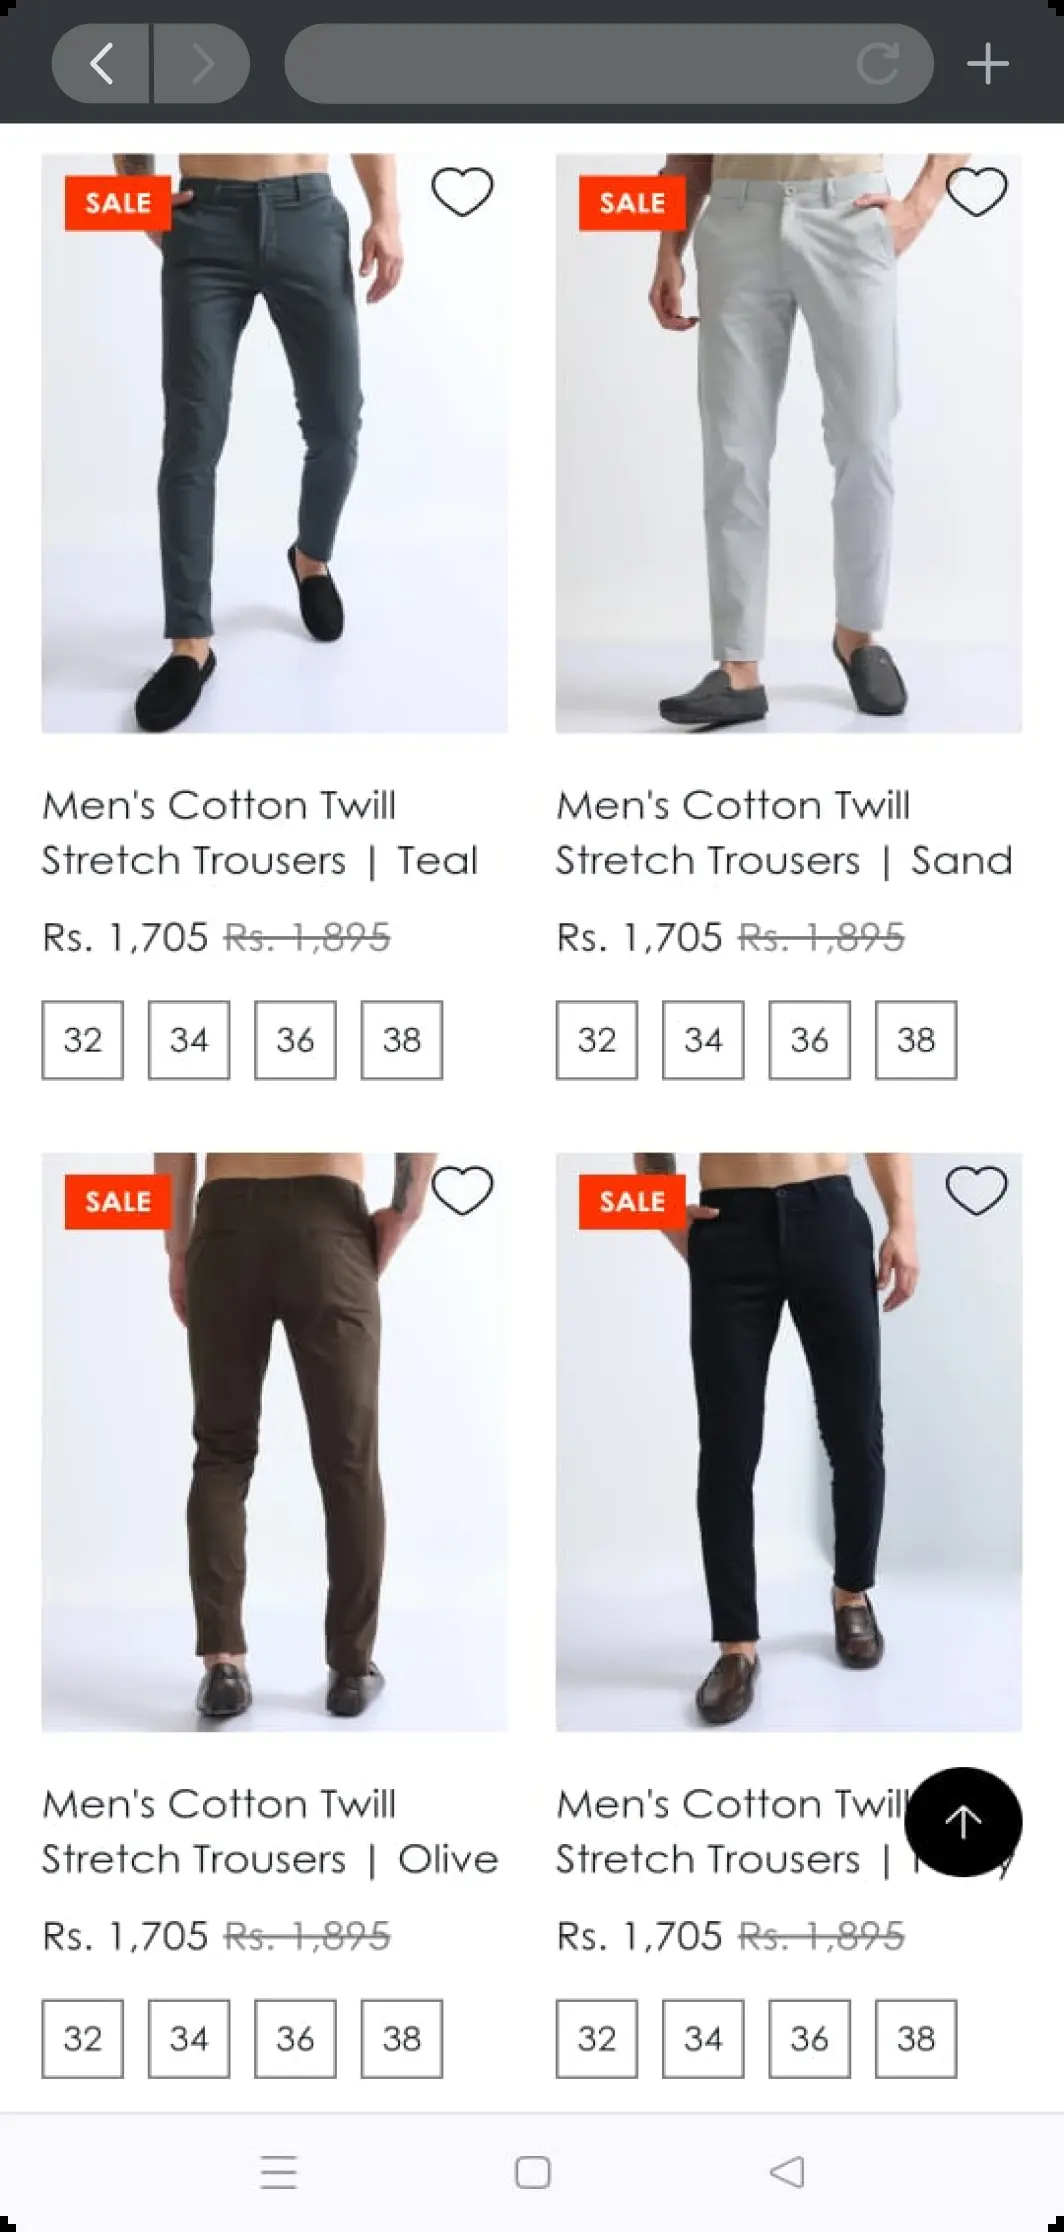 SALE
SALE
Men's Cotton Twill
Stretch Trousers | Teal
Rs. 1,705 Rs. 1,895
32 34 36 38
Men's Cotton Twill
Stretch Trousers | Sand
Rs. 1,705 Rs. 1,895
32 34 36 38
SALE
SALE
Men's Cotton Twill
Stretch Trousers | Olive
Rs. 1,705 Rs. 1,895
32 34 36 38
Men's Cotton Twill
Stretch Trousers |
Rs. 1,705 Rs. 1,895
32 34 36 38